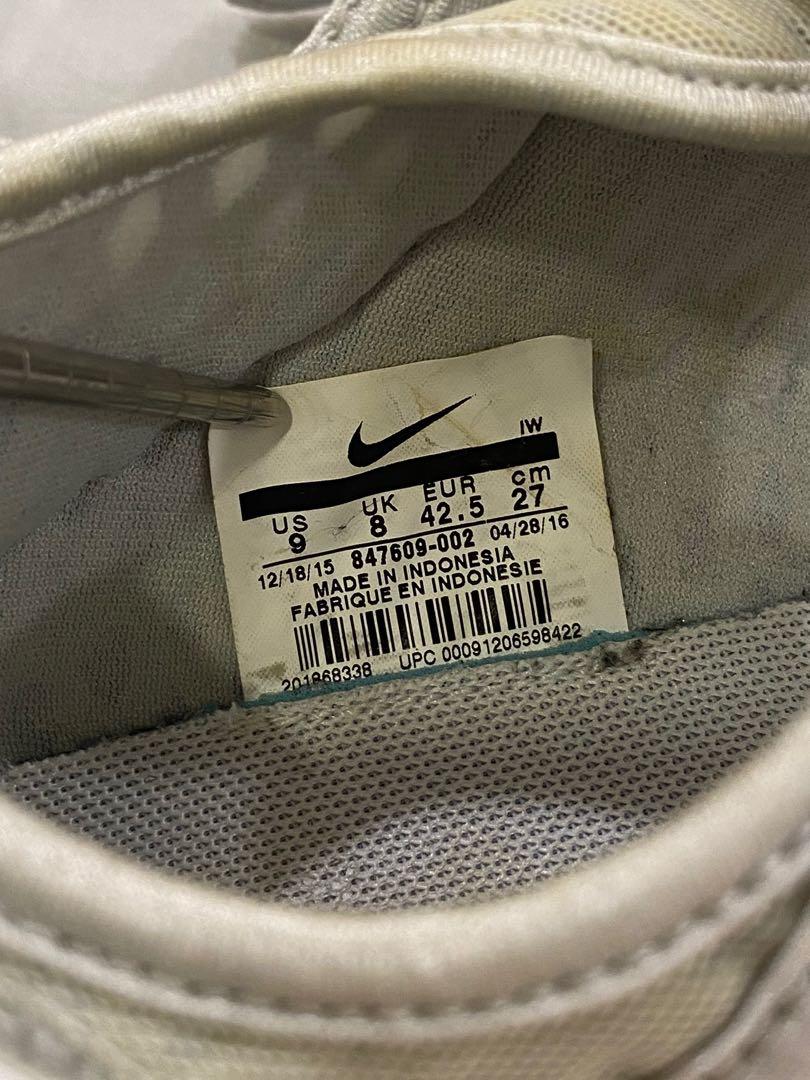 IW
US UK EUR cm
9 8 42.5 27
12/18/15 847609-002 04/28/16
MADE IN INDONESIA
FABRIQUE EN INDONESIE
201868338 UPC 00091206598422